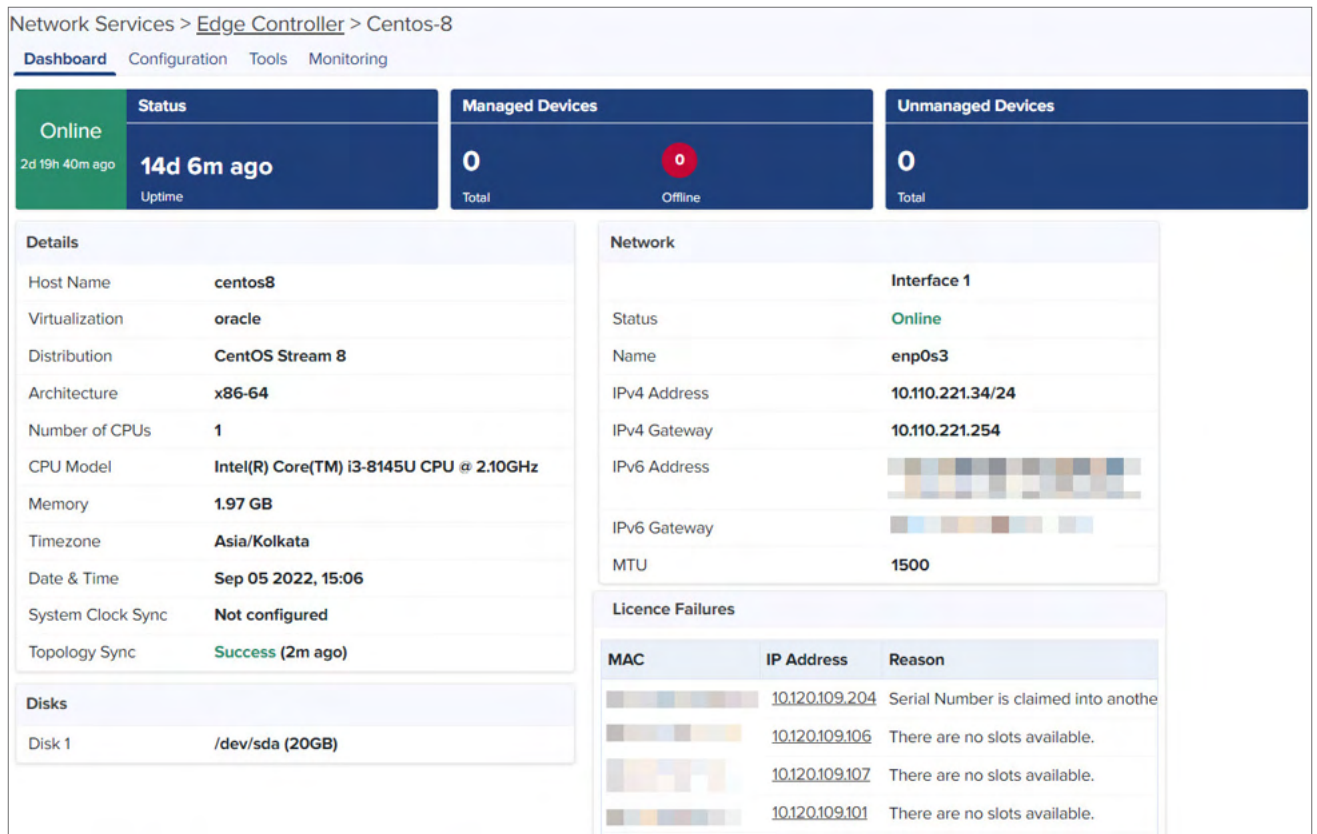 Network Services > Edge Controller > Centos-8
Dashboard Configuration Tools Monitoring
Online
2d 19h 40m ago
Status
14d 6m ago
Uptime
Managed Devices
0
Total
0
Offline
Unmanaged Devices
0
Total
Details
Host Name centos8
Virtualization oracle
Distribution CentOS Stream 8
Architecture x86-64
Number of CPUs 1
CPU Model Intel(R) Core(TM) i3-8145U CPU @ 2.10GHz
Memory 1.97 GB
Timezone Asia/Kolkata
Date & Time Sep 05 2022, 15:06
System Clock Sync Not configured
Topology Sync Success (2m ago)
Disks
Disk 1 /dev/sda (20GB)
Network
Interface 1
Status Online
Name enp0s3
IPv4 Address 10.110.221.34/24
IPv4 Gateway 10.110.221.254
IPv6 Address
IPv6 Gateway
MTU 1500
Licence Failures
MAC IP Address Reason
10.120.109.204 Serial Number is claimed into anothe
10.120.109.106 There are no slots available.
10.120.109.107 There are no slots available.
10.120.109.101 There are no slots available.